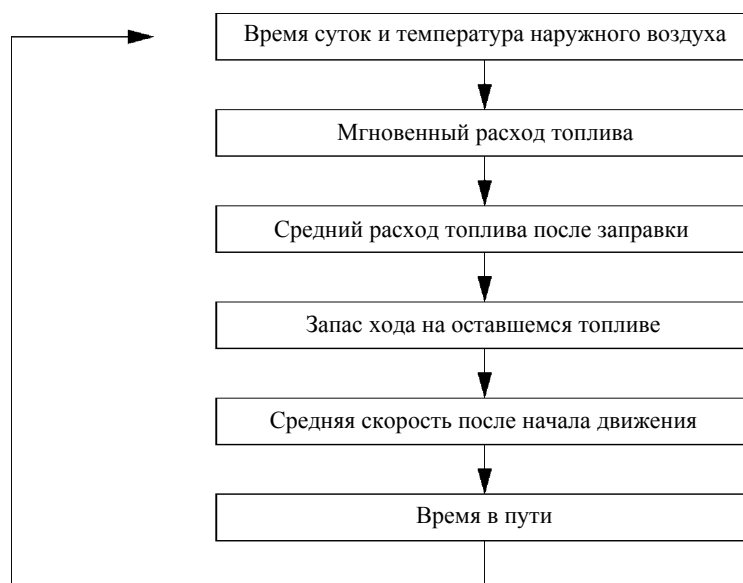 Время суток и температура наружного воздуха
Мгновенный расход топлива
Средний расход топлива после заправки
Запас хода на оставшемся топливе
Средняя скорость после начала движения
Время в пути